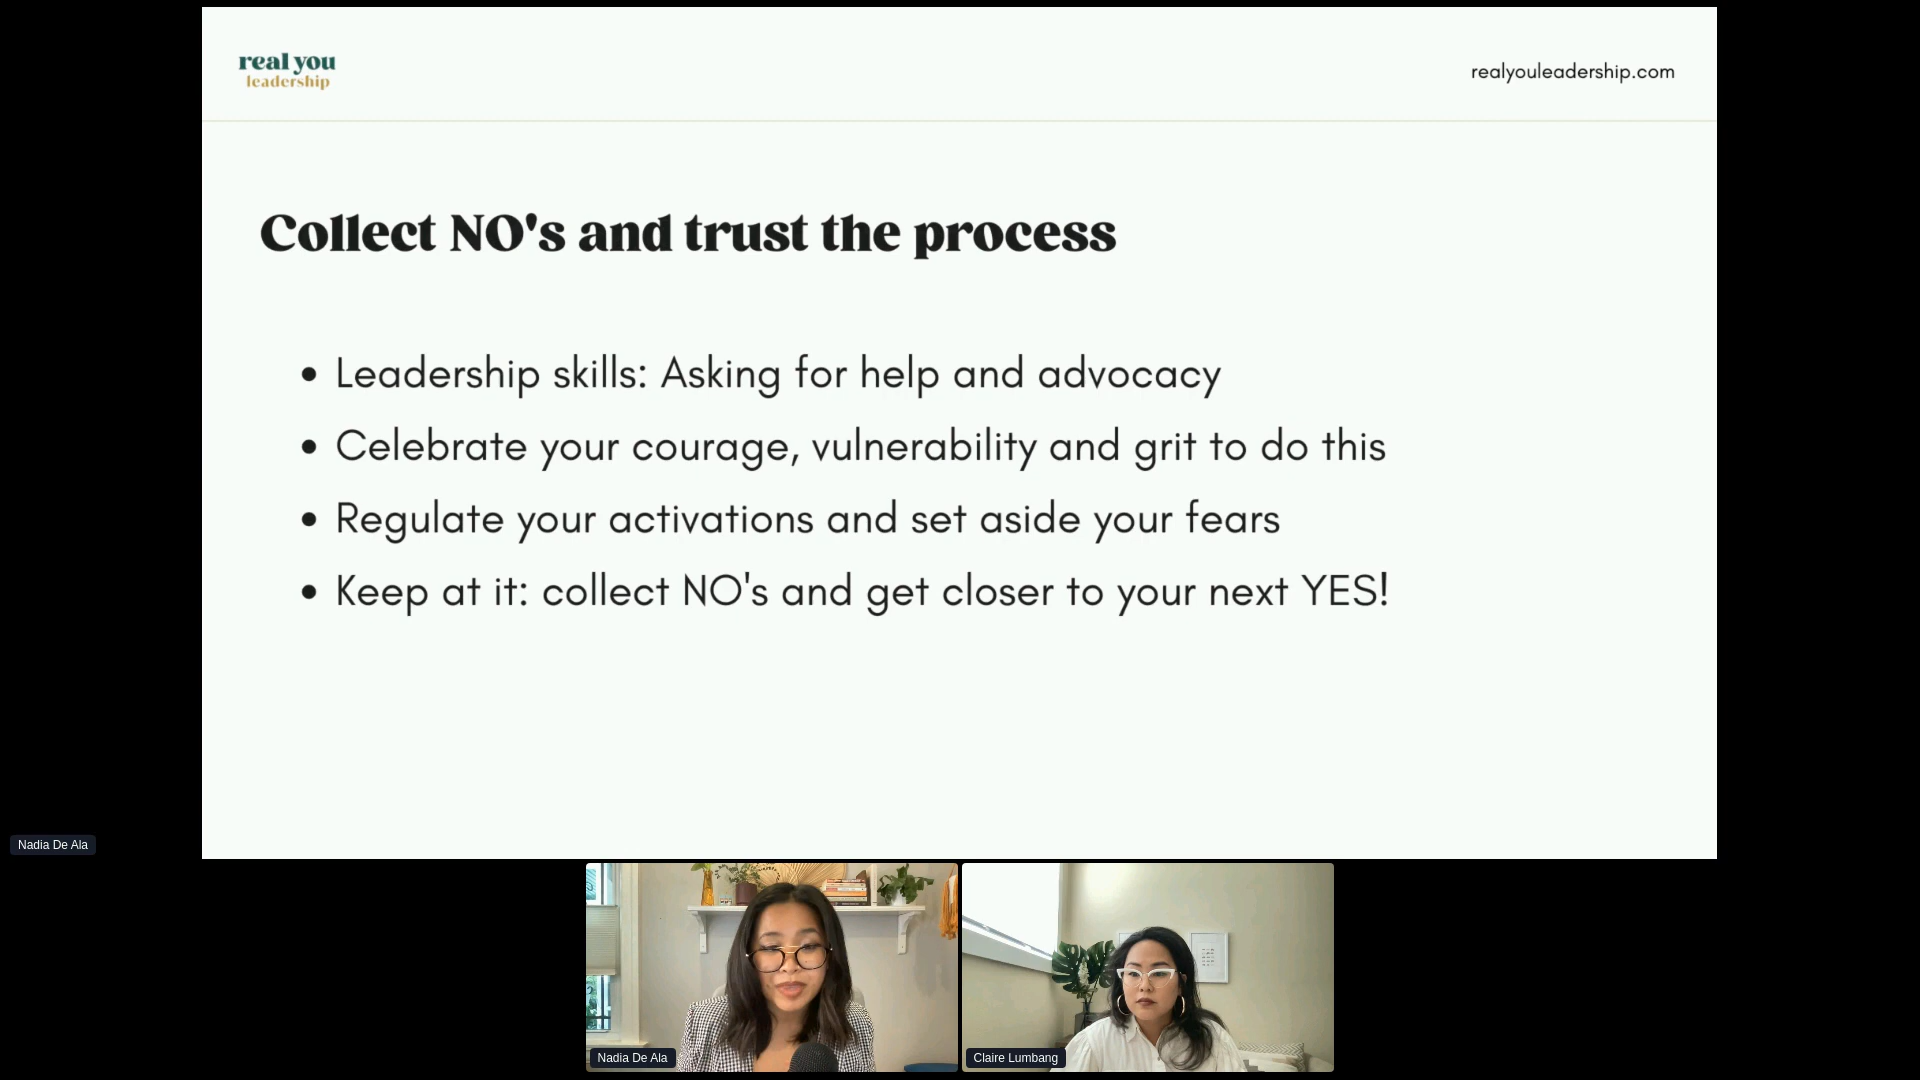 real you
leadership
realyouleadership.com
Collect NO's and trust the process
• Leadership skills: Asking for help and advocacy
• Celebrate your courage, vulnerability and grit to do this
• Regulate your activations and set aside your fears
• Keep at it: collect NO's and get closer to your next YES!
Nadia De Ala
Nadia De Ala
Claire Lumbang